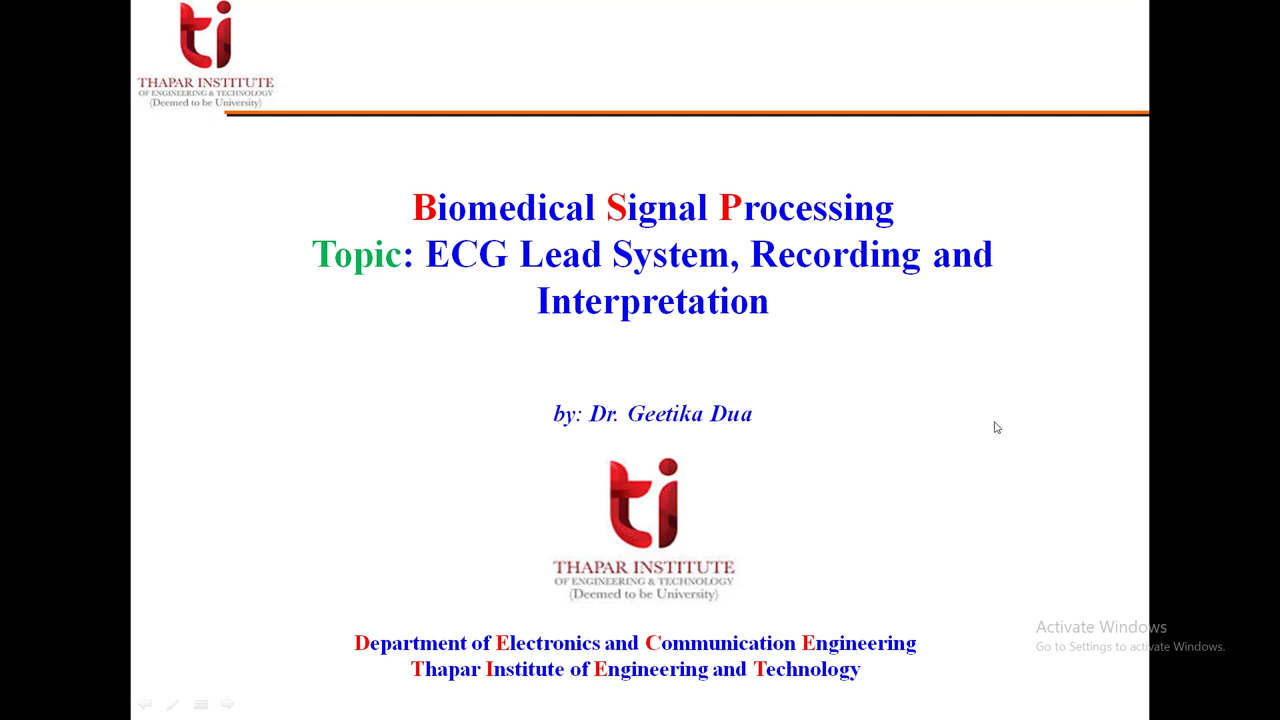 ti
THAPAR INSTITUTE
OF ENGINEERING & TECHNOLOGY
(Deemed to be University)
Biomedical Signal Processing
Topic: ECG Lead System, Recording and
Interpretation
by: Dr. Geetika Dua
ti
THAPAR INSTITUTE
OF ENGINEERING & TECHNOLOGY
(Deemed to be University)
Activate Windows
Go to Settings to activate Windows.
Department of Electronics and Communication Engineering
Thapar Institute of Engineering and Technology